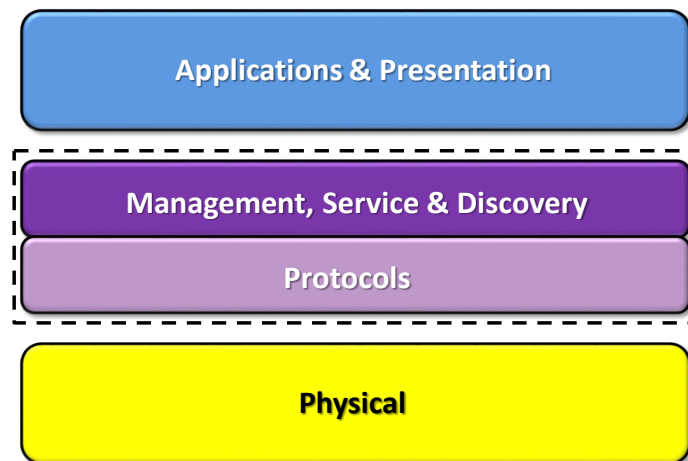 Applications & Presentation
Management, Service & Discovery
Protocols
Physical